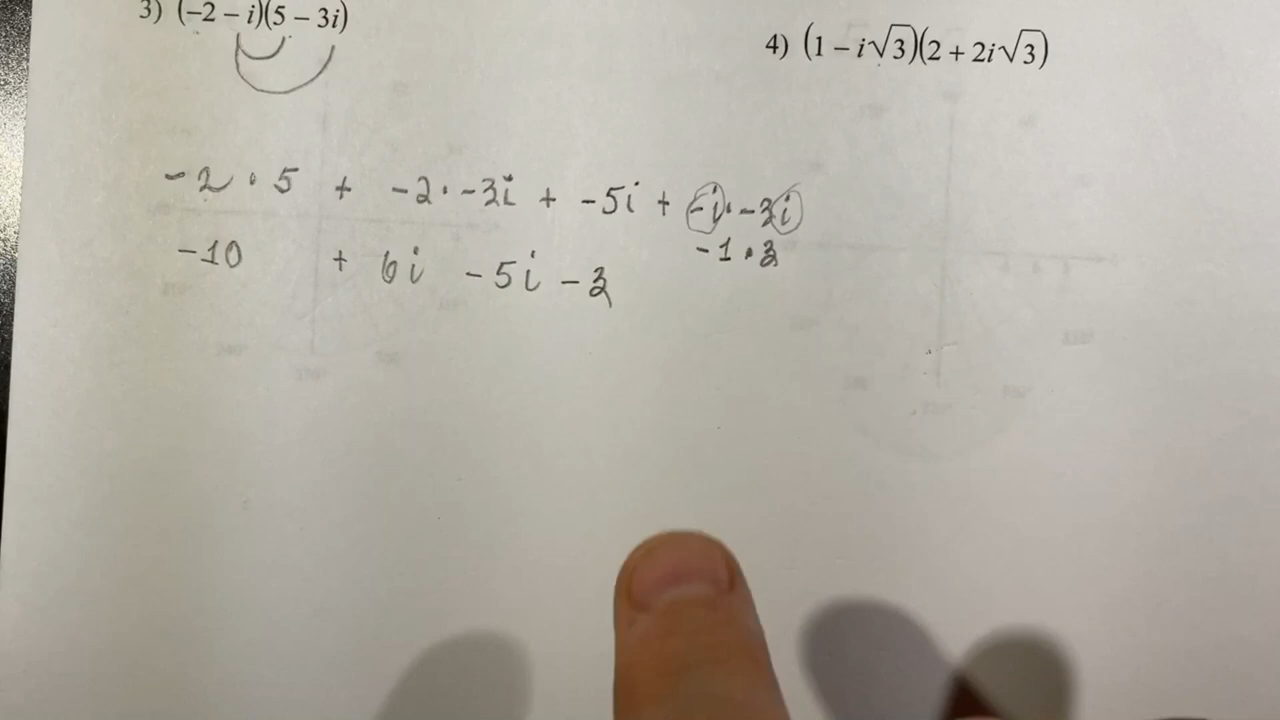 3) (−2 − i)(5 − 3i)
4) (1 − i√3)(2 + 2i√3)
-2 · 5 + -2 · -3i + -5i + -i · -3i
-1 · 3
-10 + 6i - 5i - 3